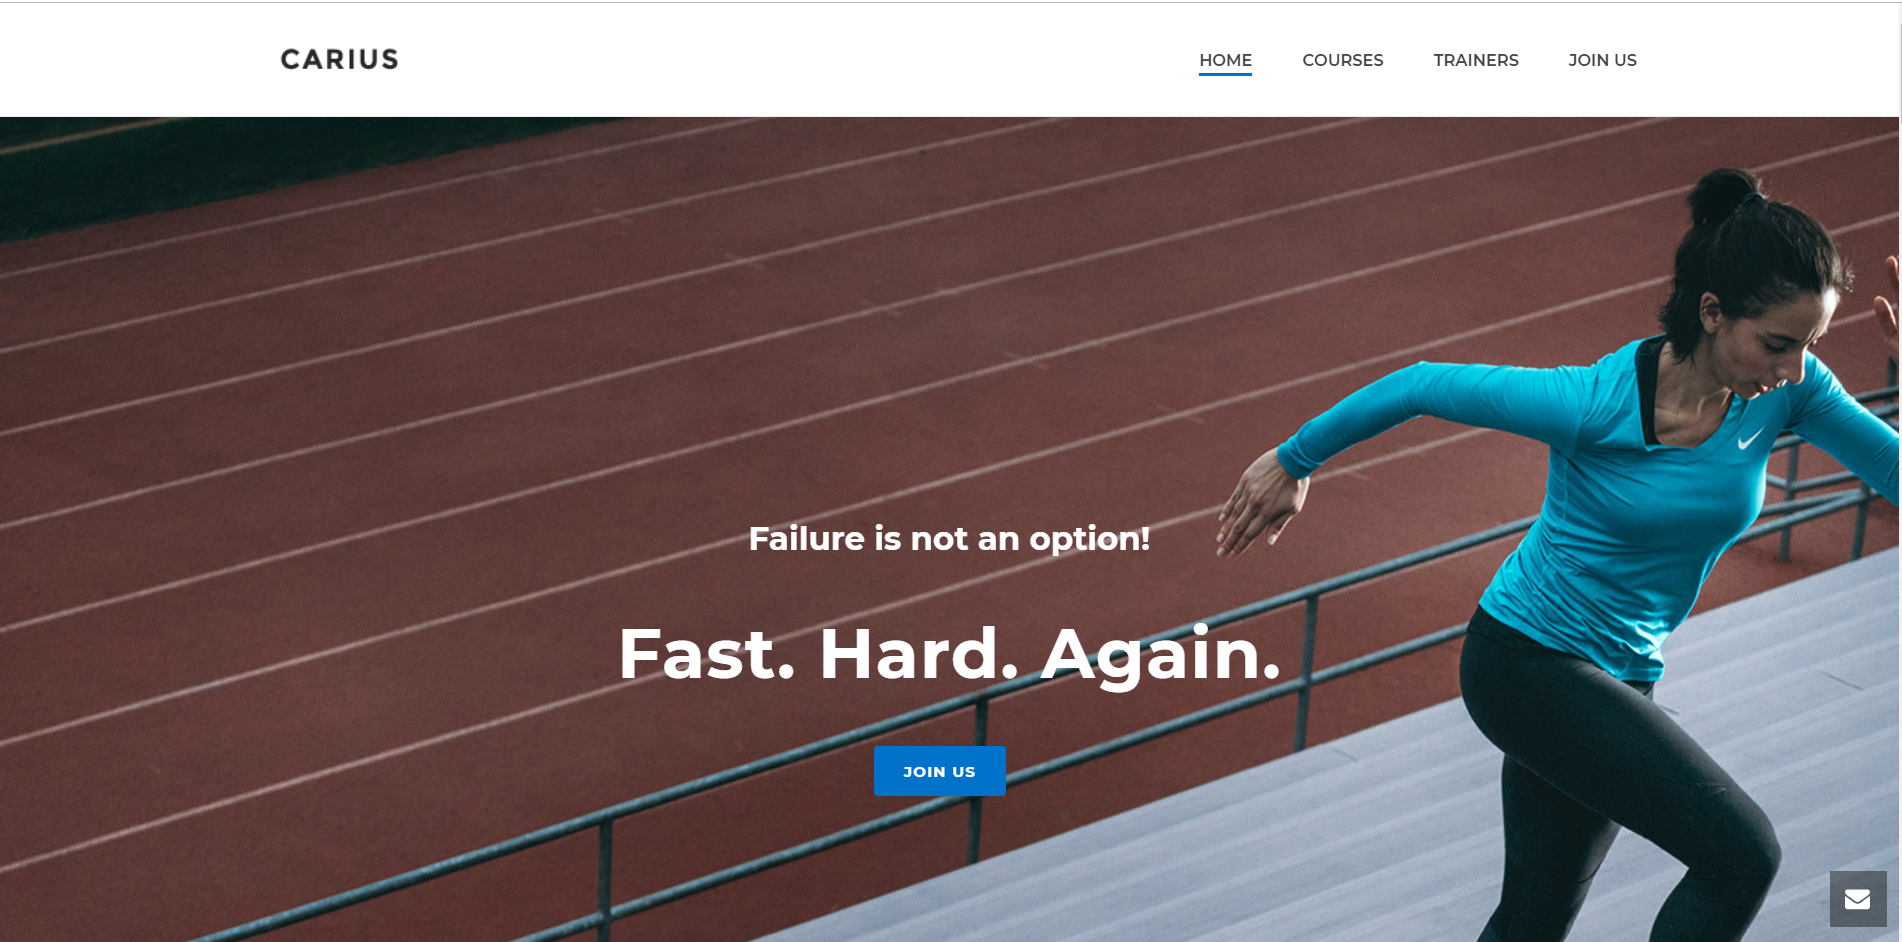 CARIUS
HOME COURSES TRAINERS JOIN US
Failure is not an option!
Fast. Hard. Again.
JOIN US